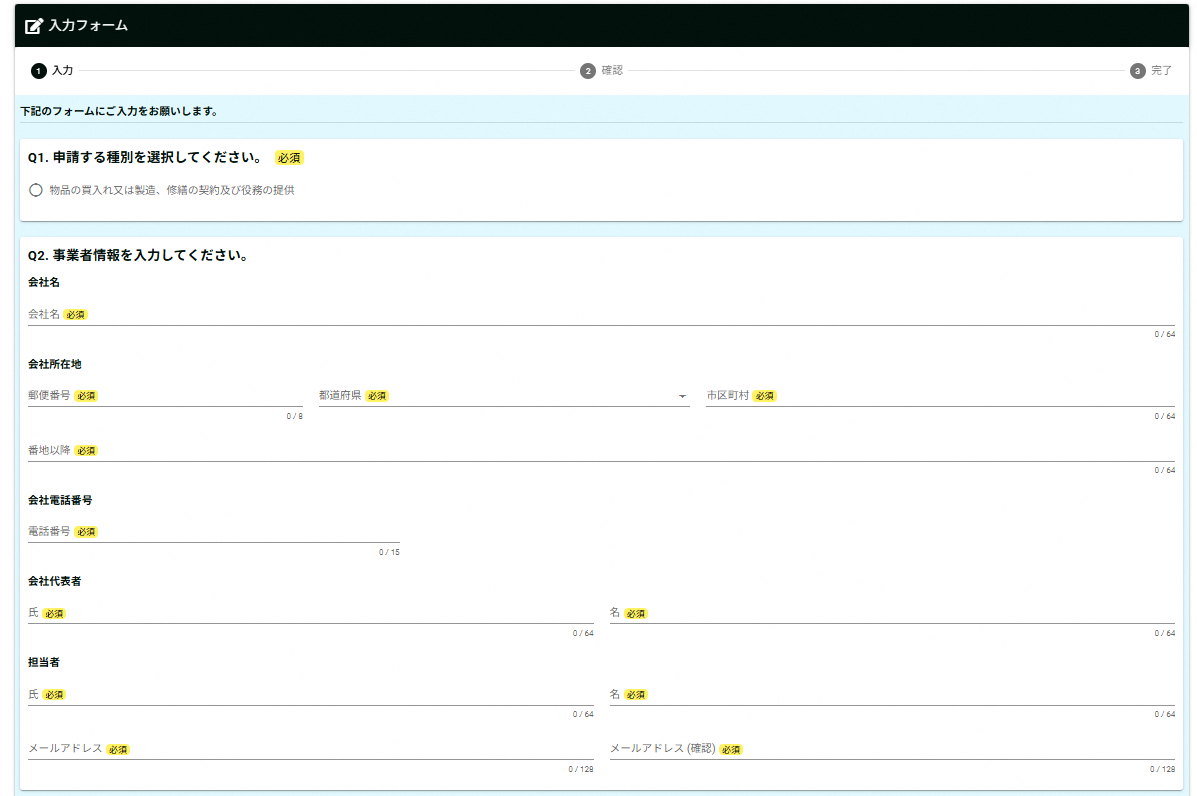 入力フォーム
1 入力 2 確認 3 完了
下記のフォームにご入力をお願いします。
Q1. 申請する種別を選択してください。 必須
物品の買入れ又は製造、修繕の契約及び役務の提供
Q2. 事業者情報を入力してください。
会社名
会社名 必須
0 / 64
会社所在地
郵便番号 必須 都道府県 必須 市区町村 必須
0 / 8 0 / 64
番地以降 必須
0 / 64
会社電話番号
電話番号 必須
0 / 15
会社代表者
氏 必須 名 必須
0 / 64 0 / 64
担当者
氏 必須 名 必須
0 / 64 0 / 64
メールアドレス 必須 メールアドレス (確認) 必須
0 / 128 0 / 128